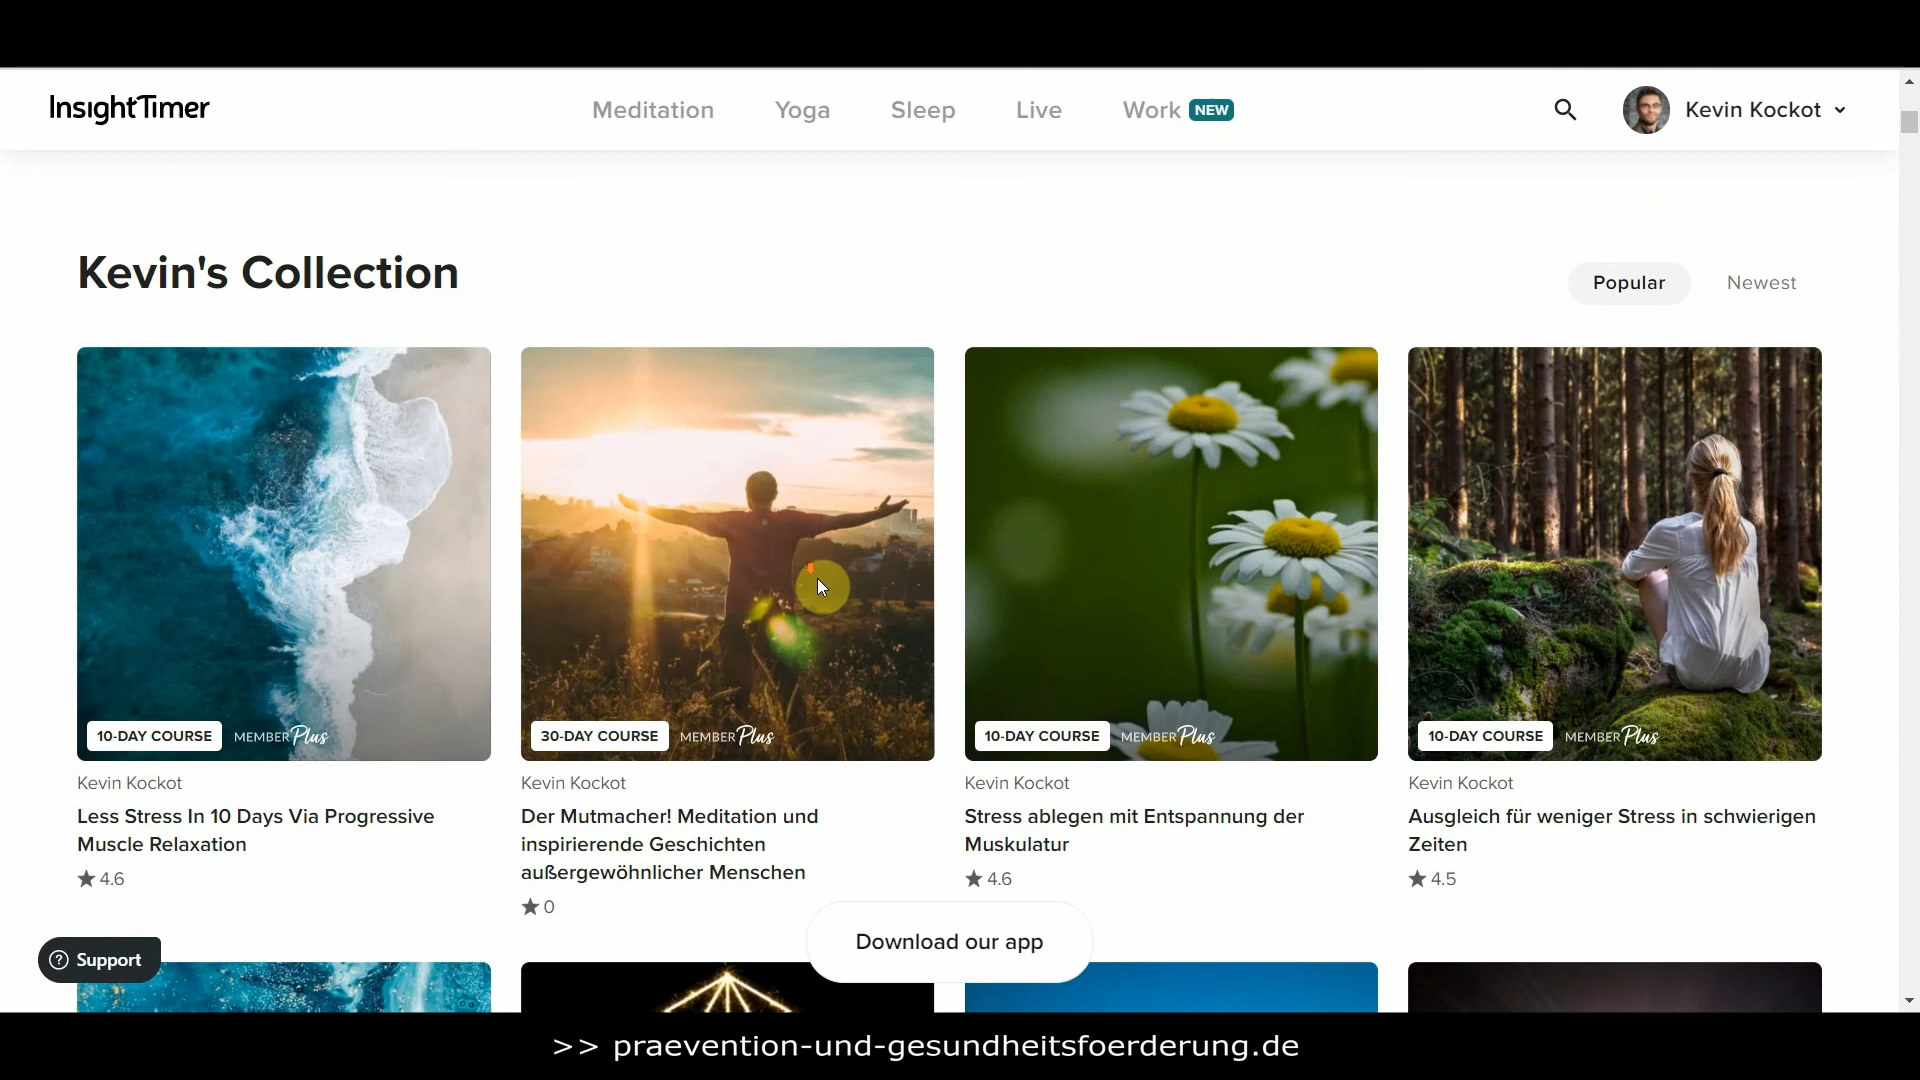 InsightTimer
Meditation
Yoga
Sleep
Live
Work NEW
Kevin Kockot
Kevin's Collection
Popular
Newest
10-DAY COURSE MEMBER Plus
Kevin Kockot
Less Stress In 10 Days Via Progressive
Muscle Relaxation
4.6
30-DAY COURSE MEMBER Plus
Kevin Kockot
Der Mutmacher! Meditation und
inspirierende Geschichten
außergewöhnlicher Menschen
0
10-DAY COURSE MEMBER Plus
Kevin Kockot
Stress ablegen mit Entspannung der
Muskulatur
4.6
10-DAY COURSE MEMBER Plus
Kevin Kockot
Ausgleich für weniger Stress in schwierigen
Zeiten
4.5
Download our app
Support
>> praevention-und-gesundheitsfoerderung.de